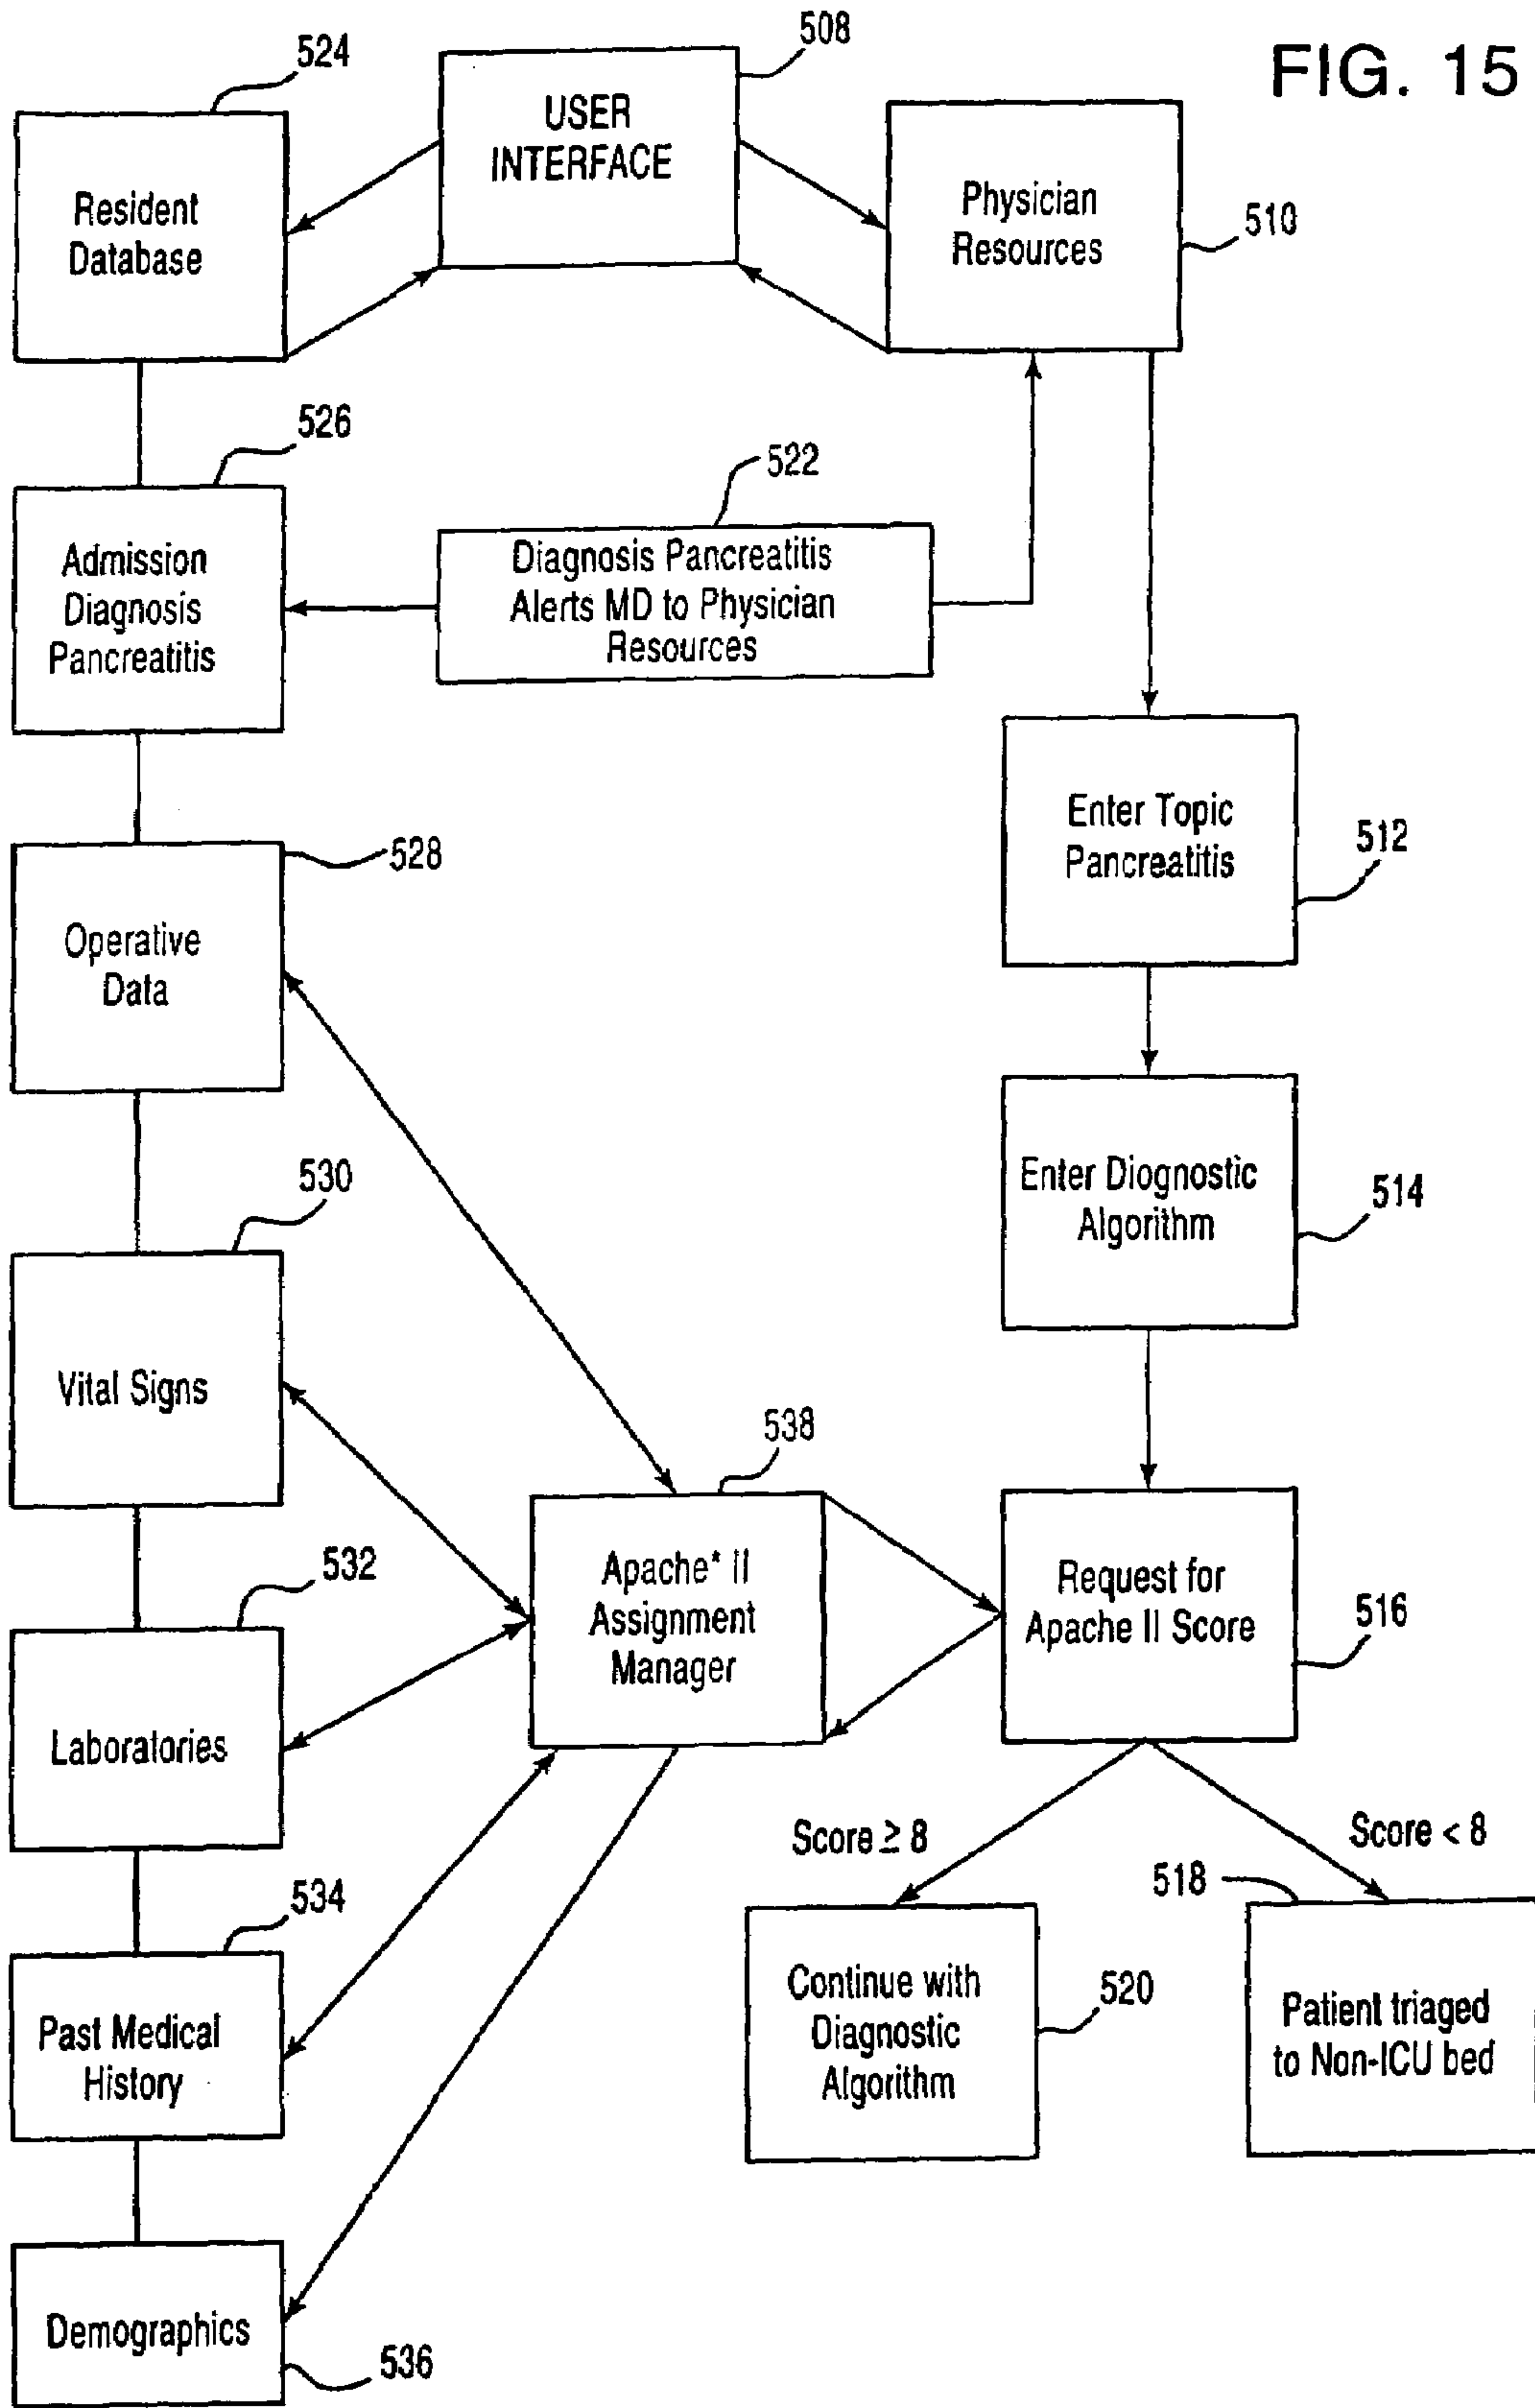 FIG. 15
524
508
USER
INTERFACE
Resident
Database
Physician
Resources
510
526
522
Admission
Diagnosis
Pancreatitis
Diagnosis Pancreatitis
Alerts MD to Physician
Resources
528
Operative
Data
Enter Topic
Pancreatitis
512
530
Enter Diognostic
Algorithm
514
Vital Signs
538
532
Apache* II
Assignment
Manager
Request for
Apache II Score
516
Laboratories
Score ≥ 8
Score < 8
534
518
Past Medical
History
Continue with
Diagnostic
Algorithm
520
Patient triaged
to Non-ICU bed
Demographics
536